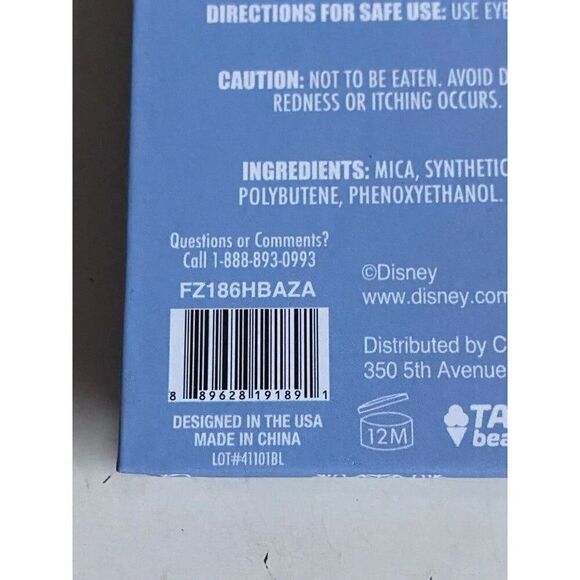 DIRECTIONS FOR SAFE USE: USE EYE
CAUTION: NOT TO BE EATEN. AVOID D
REDNESS OR ITCHING OCCURS.
INGREDIENTS: MICA, SYNTHETIC
POLYBUTENE, PHENOXYETHANOL.
Questions or Comments?
Call 1-888-893-0993
FZ186HBAZA
8 89628 19189 1
DESIGNED IN THE USA
MADE IN CHINA
LOT#41101BL
©Disney
www.disney.com
Distributed by C
350 5th Avenue
12M
TA
bea